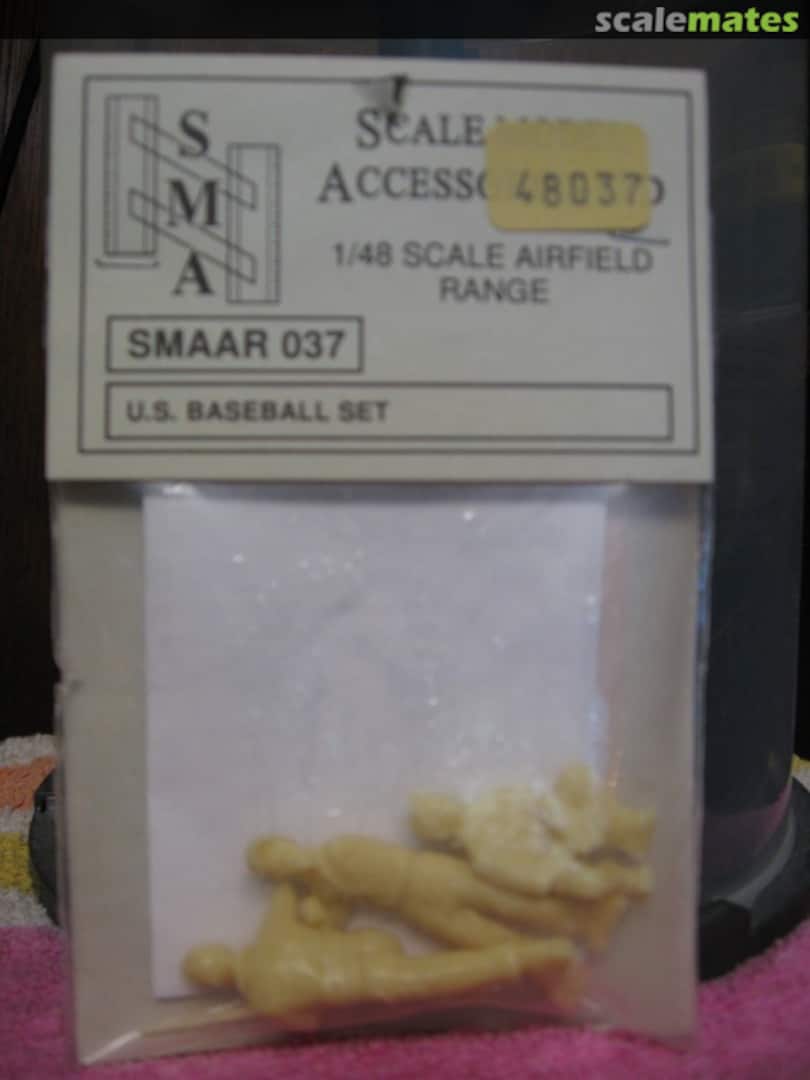 scalemates
S
M
A
SCALE
ACCESSO
48037
1/48 SCALE AIRFIELD
RANGE
SMAAR 037
U.S. BASEBALL SET